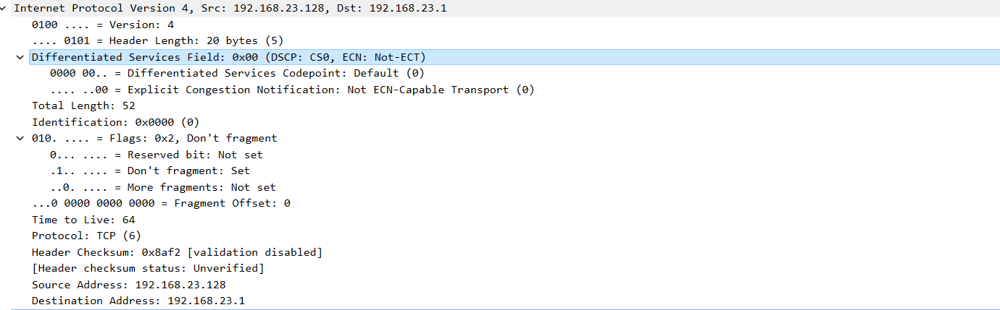 Internet Protocol Version 4, Src: 192.168.23.128, Dst: 192.168.23.1
0100 .... = Version: 4
.... 0101 = Header Length: 20 bytes (5)
Differentiated Services Field: 0x00 (DSCP: CS0, ECN: Not-ECT)
0000 00.. = Differentiated Services Codepoint: Default (0)
.... ..00 = Explicit Congestion Notification: Not ECN-Capable Transport (0)
Total Length: 52
Identification: 0x0000 (0)
010. .... = Flags: 0x2, Don't fragment
0... .... = Reserved bit: Not set
.1.. .... = Don't fragment: Set
..0. .... = More fragments: Not set
...0 0000 0000 0000 = Fragment Offset: 0
Time to Live: 64
Protocol: TCP (6)
Header Checksum: 0x8af2 [validation disabled]
[Header checksum status: Unverified]
Source Address: 192.168.23.128
Destination Address: 192.168.23.1